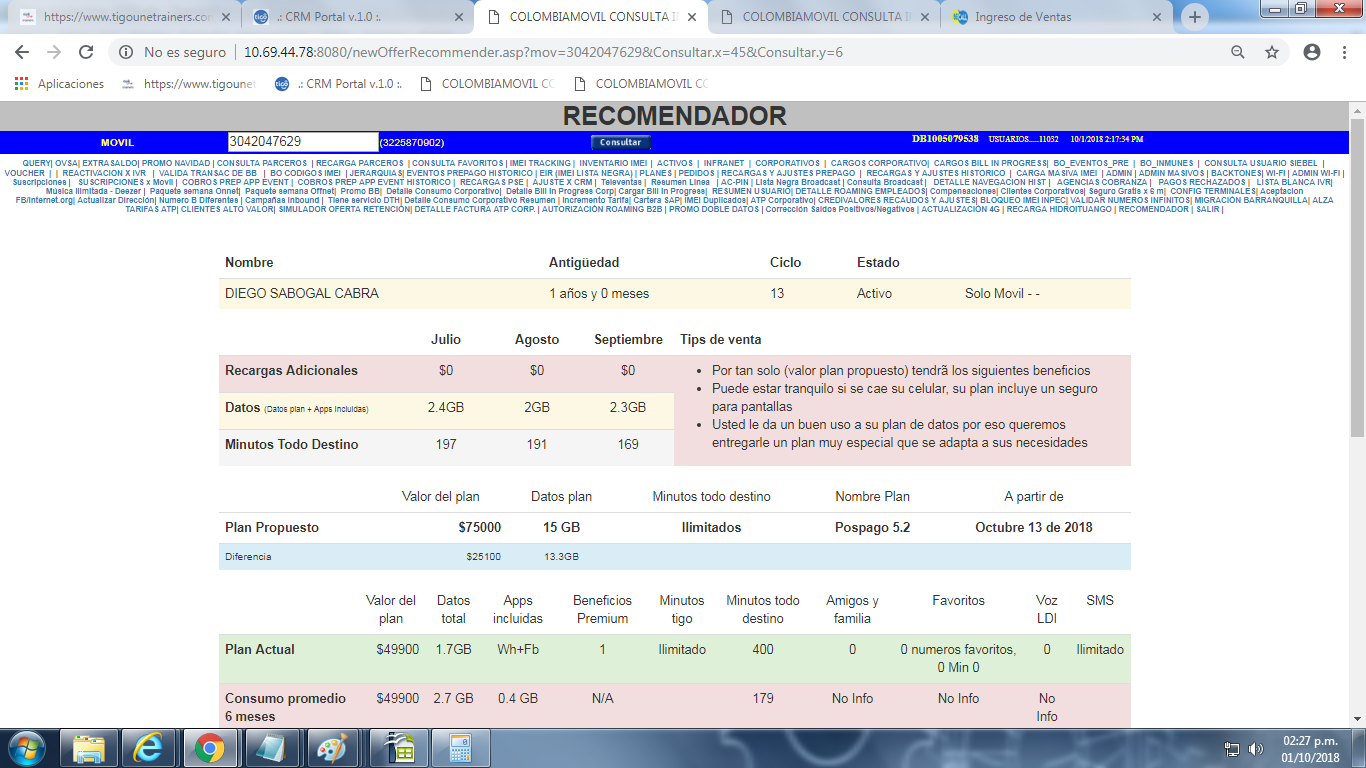 https://www.tigounetrainers.con
.: CRM Portal v.1.0 :.
COLOMBIAMOVIL CONSULTA II
COLOMBIAMOVIL CONSULTA II
Ingreso de Ventas
No es seguro | 10.69.44.78:8080/newOfferRecommender.asp?mov=3042047629&Consultar.x=45&Consultar.y=6
Aplicaciones
https://www.tigounet
.: CRM Portal v.1.0 :.
COLOMBIAMOVIL CC
COLOMBIAMOVIL CC
RECOMENDADOR
MOVIL 3042047629 (3225870902) Consultar DB1005079538 USUARIOS.....11032 10/1/2018 2:17:34 PM
QUERY| OVSA| EXTRASALDO| PROMO NAVIDAD | CONSULTA PARCEROS | RECARGA PARCEROS | CONSULTA FAVORITOS | IMEI TRACKING | INVENTARIO IMEI | ACTIVOS | INFRANET | CORPORATIVOS | CARGOS CORPORATIVO| CARGOS BILL IN PROGRESS| BO_EVENTOS_PRE | BO_INMUNES | CONSULTA USUARIO SIEBEL |
VOUCHER | | REACTIVACION X IVR | VALIDA TRANSAC DE BB | BO CODIGOS IMEI | JERARQUIAS| EVENTOS PREPAGO HISTORICO | EIR (IMEI LISTA NEGRA) | PLANES | PEDIDOS | RECARGAS Y AJUSTES PREPAGO | RECARGAS Y AJUSTES HISTORICO | CARGA MASIVA IMEI | ADMIN | ADMIN MASIVOS | BACKTONES| WI-FI | ADMIN WI-FI |
Suscripciones | SUSCRIPCIONES x Movil | COBROS PREP APP EVENT | COBROS PREP APP EVENT HISTORICO | RECARGAS PSE | AJUSTE X CRM | Televentas | Resumen Linea | AC-PIN | Lista Negra Broadcast | Consulta Broadcast | DETALLE NAVEGACION HIST | AGENCIAS COBRANZA | PAGOS RECHAZADOS | LISTA BLANCA IVR|
Musica Ilimitada - Deezer | Paquete semana Onnet| Paquete semana Offnet| Promo BB| Detalle Consumo Corporativo| Detalle Bill In Progress Corp| Cargar Bill In Progress| RESUMEN USUARIO| DETALLE ROAMING EMPLEADOS| Compensaciones| Clientes Corporativos| Seguro Gratis x 6 m| CONFIG TERMINALES| Aceptacion
FB/Internet.org| Actualizar Dirección| Numero B Diferentes | Campañas Inbound | Tiene servicio DTH| Detalle Consumo Corporativo Resumen | Incremento Tarifa| Cartera SAP| IMEI Duplicados| ATP Corporativo| CREDIVALORES RECAUDOS Y AJUSTES| BLOQUEO IMEI INPEC| VALIDAR NUMEROS INFINITOS| MIGRACIÓN BARRANQUILLA| ALZA
TARIFAS ATP| CLIENTES ALTO VALOR| SIMULADOR OFERTA RETENCIÓN| DETALLE FACTURA ATP CORP. | AUTORIZACIÓN ROAMING B2B | PROMO DOBLE DATOS | Corrección Saldos Positivos/Negativos | ACTUALIZACIÓN 4G | RECARGA HIDROITUANGO | RECOMENDADOR | SALIR |
Nombre Antigüedad Ciclo Estado
DIEGO SABOGAL CABRA 1 años y 0 meses 13 Activo Solo Movil - -
Julio Agosto Septiembre Tips de venta
Recargas Adicionales $0 $0 $0
Datos (Datos plan + Apps incluidas) 2.4GB 2GB 2.3GB
Minutos Todo Destino 197 191 169
• Por tan solo (valor plan propuesto) tendrã los siguientes beneficios
• Puede estar tranquilo si se cae su celular, su plan incluye un seguro
para pantallas
• Usted le da un buen uso a su plan de datos por eso queremos
entregarle un plan muy especial que se adapta a sus necesidades
Valor del plan Datos plan Minutos todo destino Nombre Plan A partir de
Plan Propuesto $75000 15 GB Ilimitados Pospago 5.2 Octubre 13 de 2018
Diferencia $25100 13.3GB
Valor del Datos Apps Beneficios Minutos Minutos todo Amigos y Favoritos Voz SMS
plan total incluidas Premium tigo destino familia LDI
Plan Actual $49900 1.7GB Wh+Fb 1 Ilimitado 400 0 0 numeros favoritos, 0 Ilimitado
0 Min 0
Consumo promedio $49900 2.7 GB 0.4 GB N/A 179 No Info No Info No
6 meses Info
02:27 p.m.
01/10/2018